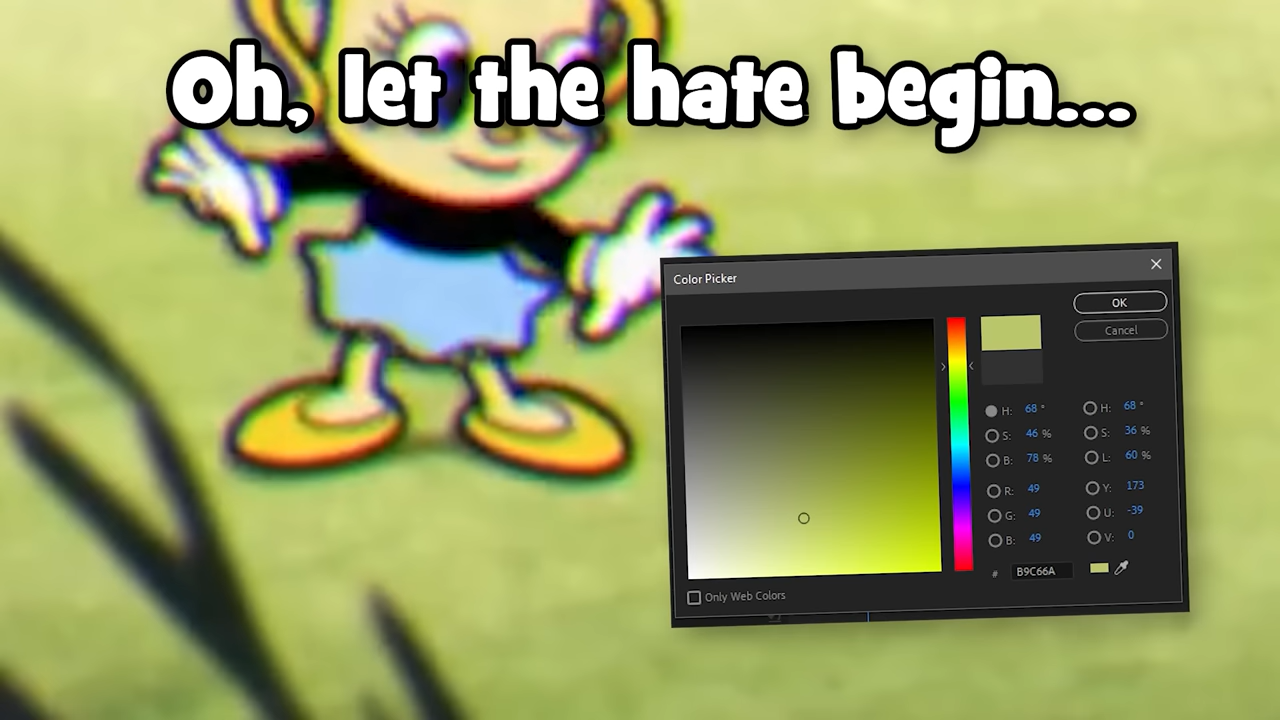 Oh, let the hate begin...
Color Picker
OK
Cancel
H: 68 ° H: 68 °
S: 46 % S: 36 %
B: 78 % L: 60 %
R: 49 Y: 173
G: 49 U: -39
B: 49 V: 0
# B9C66A
Only Web Colors